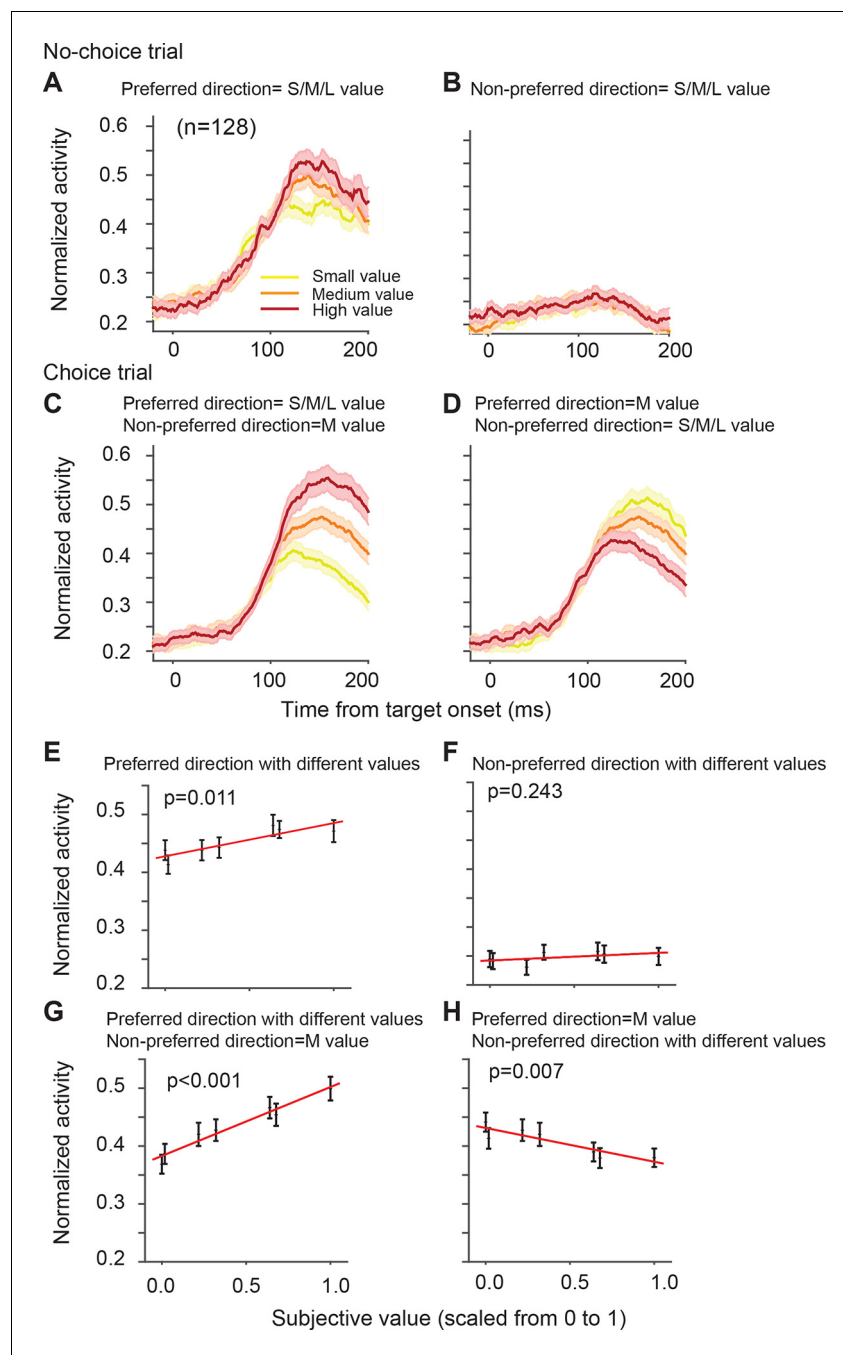 No-choice trial
A
Preferred direction= S/M/L value
B
Non-preferred direction= S/M/L value
Normalized activity
0.6
0.5
0.4
0.3
0.2
(n=128)
Small value
Medium value
High value
0
100
200
0
100
200
Choice trial
C
Preferred direction= S/M/L value
Non-preferred direction=M value
D
Preferred direction=M value
Non-preferred direction= S/M/L value
Normalized activity
0.6
0.5
0.4
0.3
0.2
0
100
200
0
100
200
Time from target onset (ms)
E
Preferred direction with different values
F
Non-preferred direction with different values
Normalized activity
0.5
0.4
0.3
0.2
p=0.011
p=0.243
G
Preferred direction with different values
Non-preferred direction=M value
H
Preferred direction=M value
Non-preferred direction with different values
Normalized activity
0.5
0.4
0.3
0.2
p<0.001
p=0.007
0.0
0.5
1.0
0.0
0.5
1.0
Subjective value (scaled from 0 to 1)